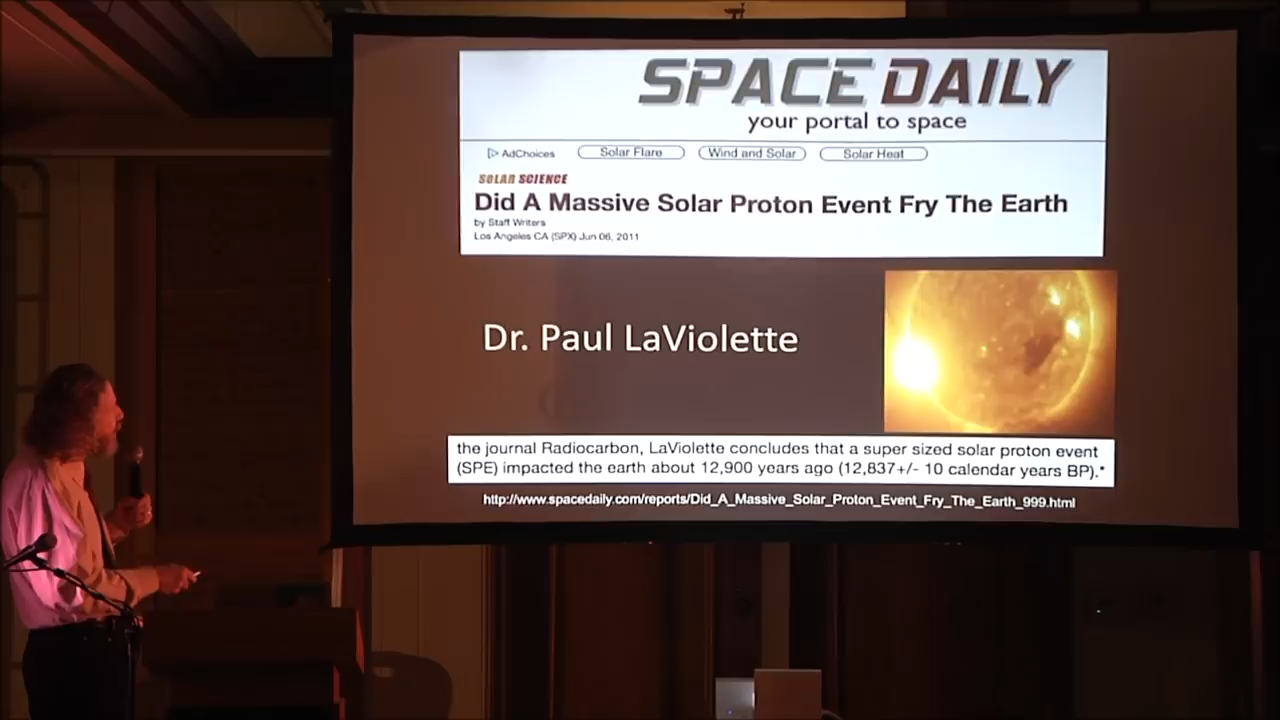 SPACE DAILY
your portal to space
AdChoices Solar Flare Wind and Solar Solar Heat
SOLAR SCIENCE
Did A Massive Solar Proton Event Fry The Earth
by Staff Writers
Los Angeles CA (SPX) Jun 06, 2011
Dr. Paul LaViolette
the journal Radiocarbon, LaViolette concludes that a super sized solar proton event
(SPE) impacted the earth about 12,900 years ago (12,837+/- 10 calendar years BP).*
http://www.spacedaily.com/reports/Did_A_Massive_Solar_Proton_Event_Fry_The_Earth_999.html